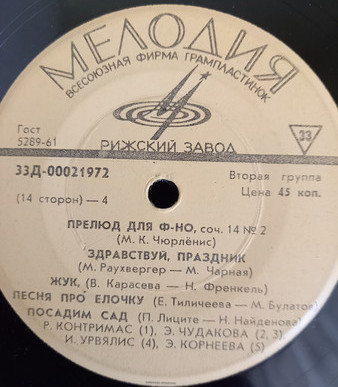 МЕЛОДИЯ
ВСЕСОЮЗНАЯ ФИРМА ГРАМПЛАСТИНОК
Гост
5289-61
33
РИЖСКИЙ ЗАВОД
33Д-00021972
Вторая группа
(14 сторон) — 4
Цена 45 коп.
ПРЕЛЮД ДЛЯ Ф-НО, соч. 14 № 2
(М. К. Чюрлёнис)
ЗДРАВСТВУЙ, ПРАЗДНИК
(М. Раухвергер — М. Чарная)
ЖУК, (В. Карасева — Н. Френкель)
ПЕСНЯ ПРО ЕЛОЧКУ (Е. Тиличеева — М. Булатов)
ПОСАДИМ САД (П. Лиците — Н. Найденова)
Р. КОНТРИМАС (1), Э. ЧУДАКОВА (2, 3)
И. УРВЯЛИС (4), Э. КОРНЕЕВА (5)